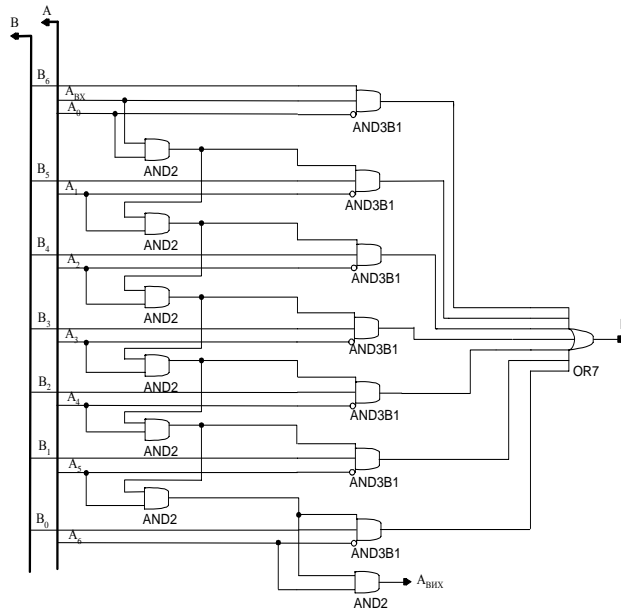 B
A
B6
AВХ
A0
AND3B1
AND2
B5
A1
AND3B1
AND2
B4
A2
AND3B1
AND2
B3
A3
AND3B1
AND2
OR7
B2
A4
AND3B1
AND2
B1
A5
AND3B1
AND2
B0
A6
AND3B1
AВИХ
AND2